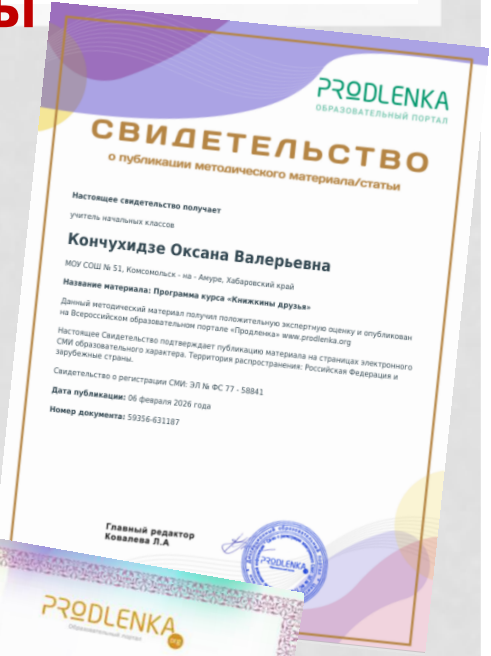 Ы
PRODLENKA
ОБРАЗОВАТЕЛЬНЫЙ ПОРТАЛ
СВИДЕТЕЛЬСТВО
о публикации методического материала/статьи
Настоящее свидетельство получает
учитель начальных классов
Кончухидзе Оксана Валерьевна
МОУ СОШ № 51, Комсомольск - на - Амуре, Хабаровский край
Название материала: Программа курса «Книжкины друзья»
Данный методический материал получил положительную экспертную оценку и опубликован
на Всероссийском образовательном портале «Продленка» www.prodlenka.org
Настоящее Свидетельство подтверждает публикацию материала на страницах электронного
СМИ образовательного характера. Территория распространения: Российская Федерация и
зарубежные страны.
Свидетельство о регистрации СМИ: ЭЛ № ФС 77 - 58841
Дата публикации: 06 февраля 2026 года
Номер документа: 59356-631187
Главный редактор
Ковалева Л.А
PRODLENKA
PRODLENKA
Образовательный портал
org